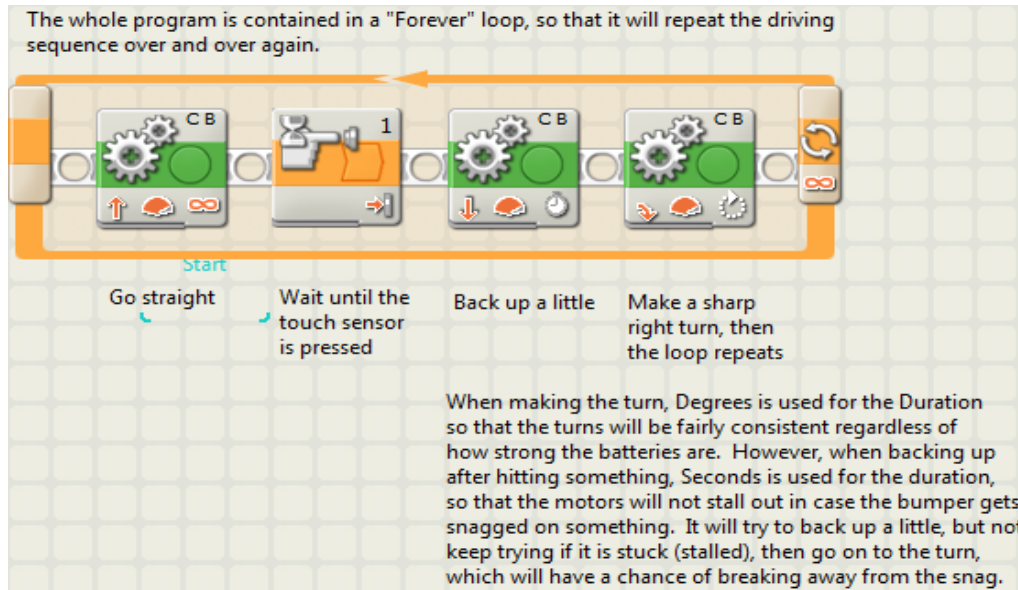 The whole program is contained in a "Forever" loop, so that it will repeat the driving
sequence over and over again.
C B
1
C B
C B
Start
Go straight
Wait until the
touch sensor
is pressed
Back up a little
Make a sharp
right turn, then
the loop repeats
When making the turn, Degrees is used for the Duration
so that the turns will be fairly consistent regardless of
how strong the batteries are. However, when backing up
after hitting something, Seconds is used for the duration,
so that the motors will not stall out in case the bumper gets
snagged on something. It will try to back up a little, but not
keep trying if it is stuck (stalled), then go on to the turn,
which will have a chance of breaking away from the snag.